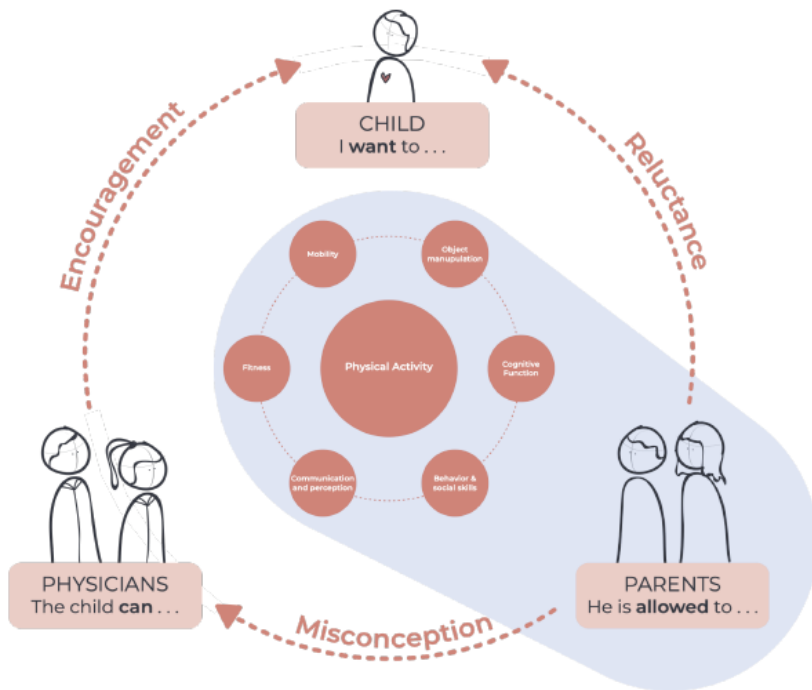 CHILD
I want to . . .
Encouragement
Reluctance
Mobility
Object
manupulation
Fitness
Physical Activity
Cognitive
Function
Communication
and perception
Behavior &
social skills
PHYSICIANS
The child can . . .
PARENTS
He is allowed to . . .
Misconception